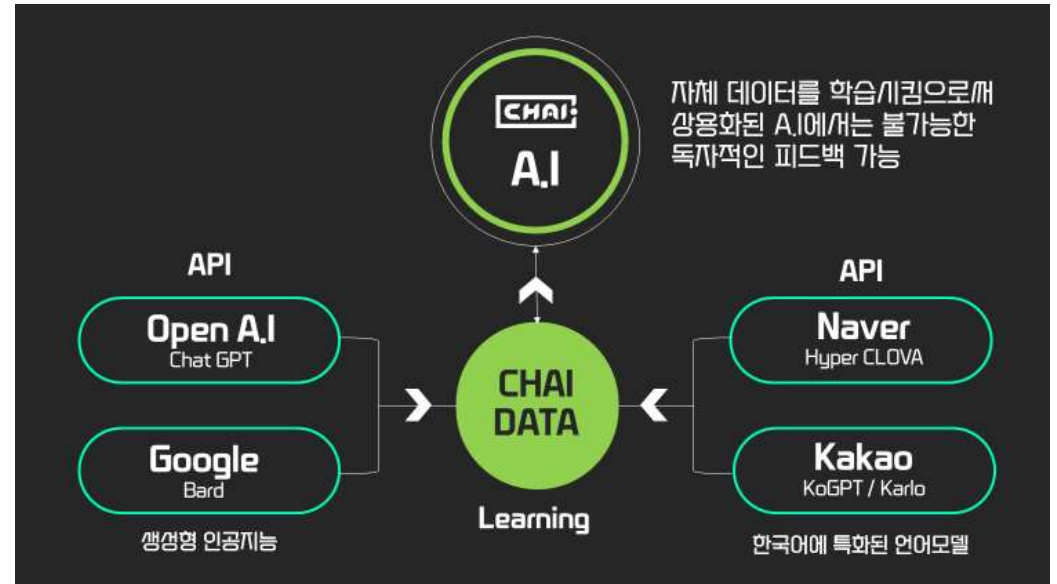 CHAI:
A.I
자체 데이터를 학습시킴으로써
상용화된 A.I에서는 불가능한
독자적인 피드백 가능
API
Open A.I
Chat GPT
Google
Bard
생성형 인공지능
CHAI
DATA
Learning
API
Naver
Hyper CLOVA
Kakao
KoGPT / Karlo
한국어에 특화된 언어모델